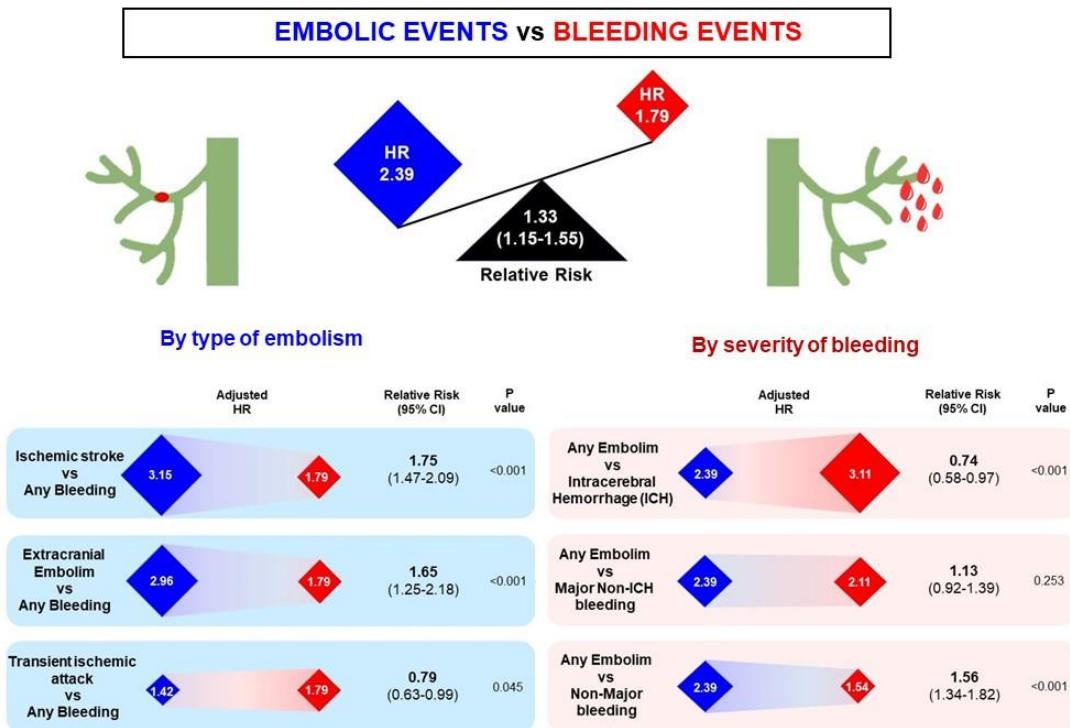 EMBOLIC EVENTS vs BLEEDING EVENTS
HR
2.39
HR
1.79
1.33
(1.15-1.55)
Relative Risk
By type of embolism
Adjusted
HR
Relative Risk
(95% CI)
P
value
Ischemic stroke
vs
Any Bleeding
3.15
1.79
1.75
(1.47-2.09)
<0.001
Extracranial
Embolim
vs
Any Bleeding
2.96
1.79
1.65
(1.25-2.18)
<0.001
Transient ischemic
attack
vs
Any Bleeding
1.42
1.79
0.79
(0.63-0.99)
0.045
By severity of bleeding
Adjusted
HR
Relative Risk
(95% CI)
P
value
Any Embolim
vs
Intracerebral
Hemorrhage (ICH)
2.39
3.11
0.74
(0.58-0.97)
<0.001
Any Embolim
vs
Major Non-ICH
bleeding
2.39
2.11
1.13
(0.92-1.39)
0.253
Any Embolim
vs
Non-Major
bleeding
2.39
1.54
1.56
(1.34-1.82)
<0.001